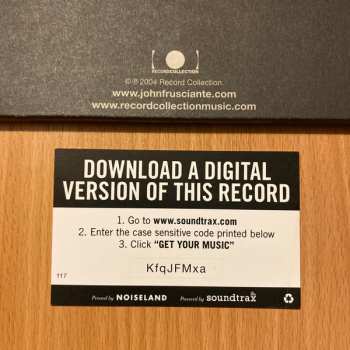 RECORDCOLLECTION
© ℗ 2004 Record Collection.
www.johnfrusciante.com
www.recordcollectionmusic.com
DOWNLOAD A DIGITAL
VERSION OF THIS RECORD
1. Go to www.soundtrax.com
2. Enter the case sensitive code printed below
3. Click "GET YOUR MUSIC"
KfqJFMxa
117
Powered by NOISELAND Powered by soundtrax